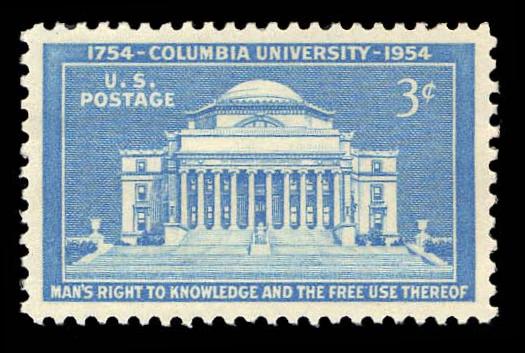 1754-COLUMBIA UNIVERSITY-1954
U.S.
POSTAGE
3¢
MAN'S RIGHT TO KNOWLEDGE AND THE FREE USE THEREOF